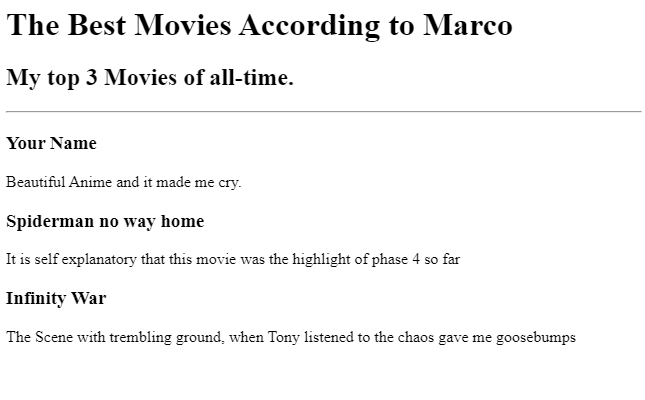 The Best Movies According to Marco
My top 3 Movies of all-time.
Your Name
Beautiful Anime and it made me cry.
Spiderman no way home
It is self explanatory that this movie was the highlight of phase 4 so far
Infinity War
The Scene with trembling ground, when Tony listened to the chaos gave me goosebumps